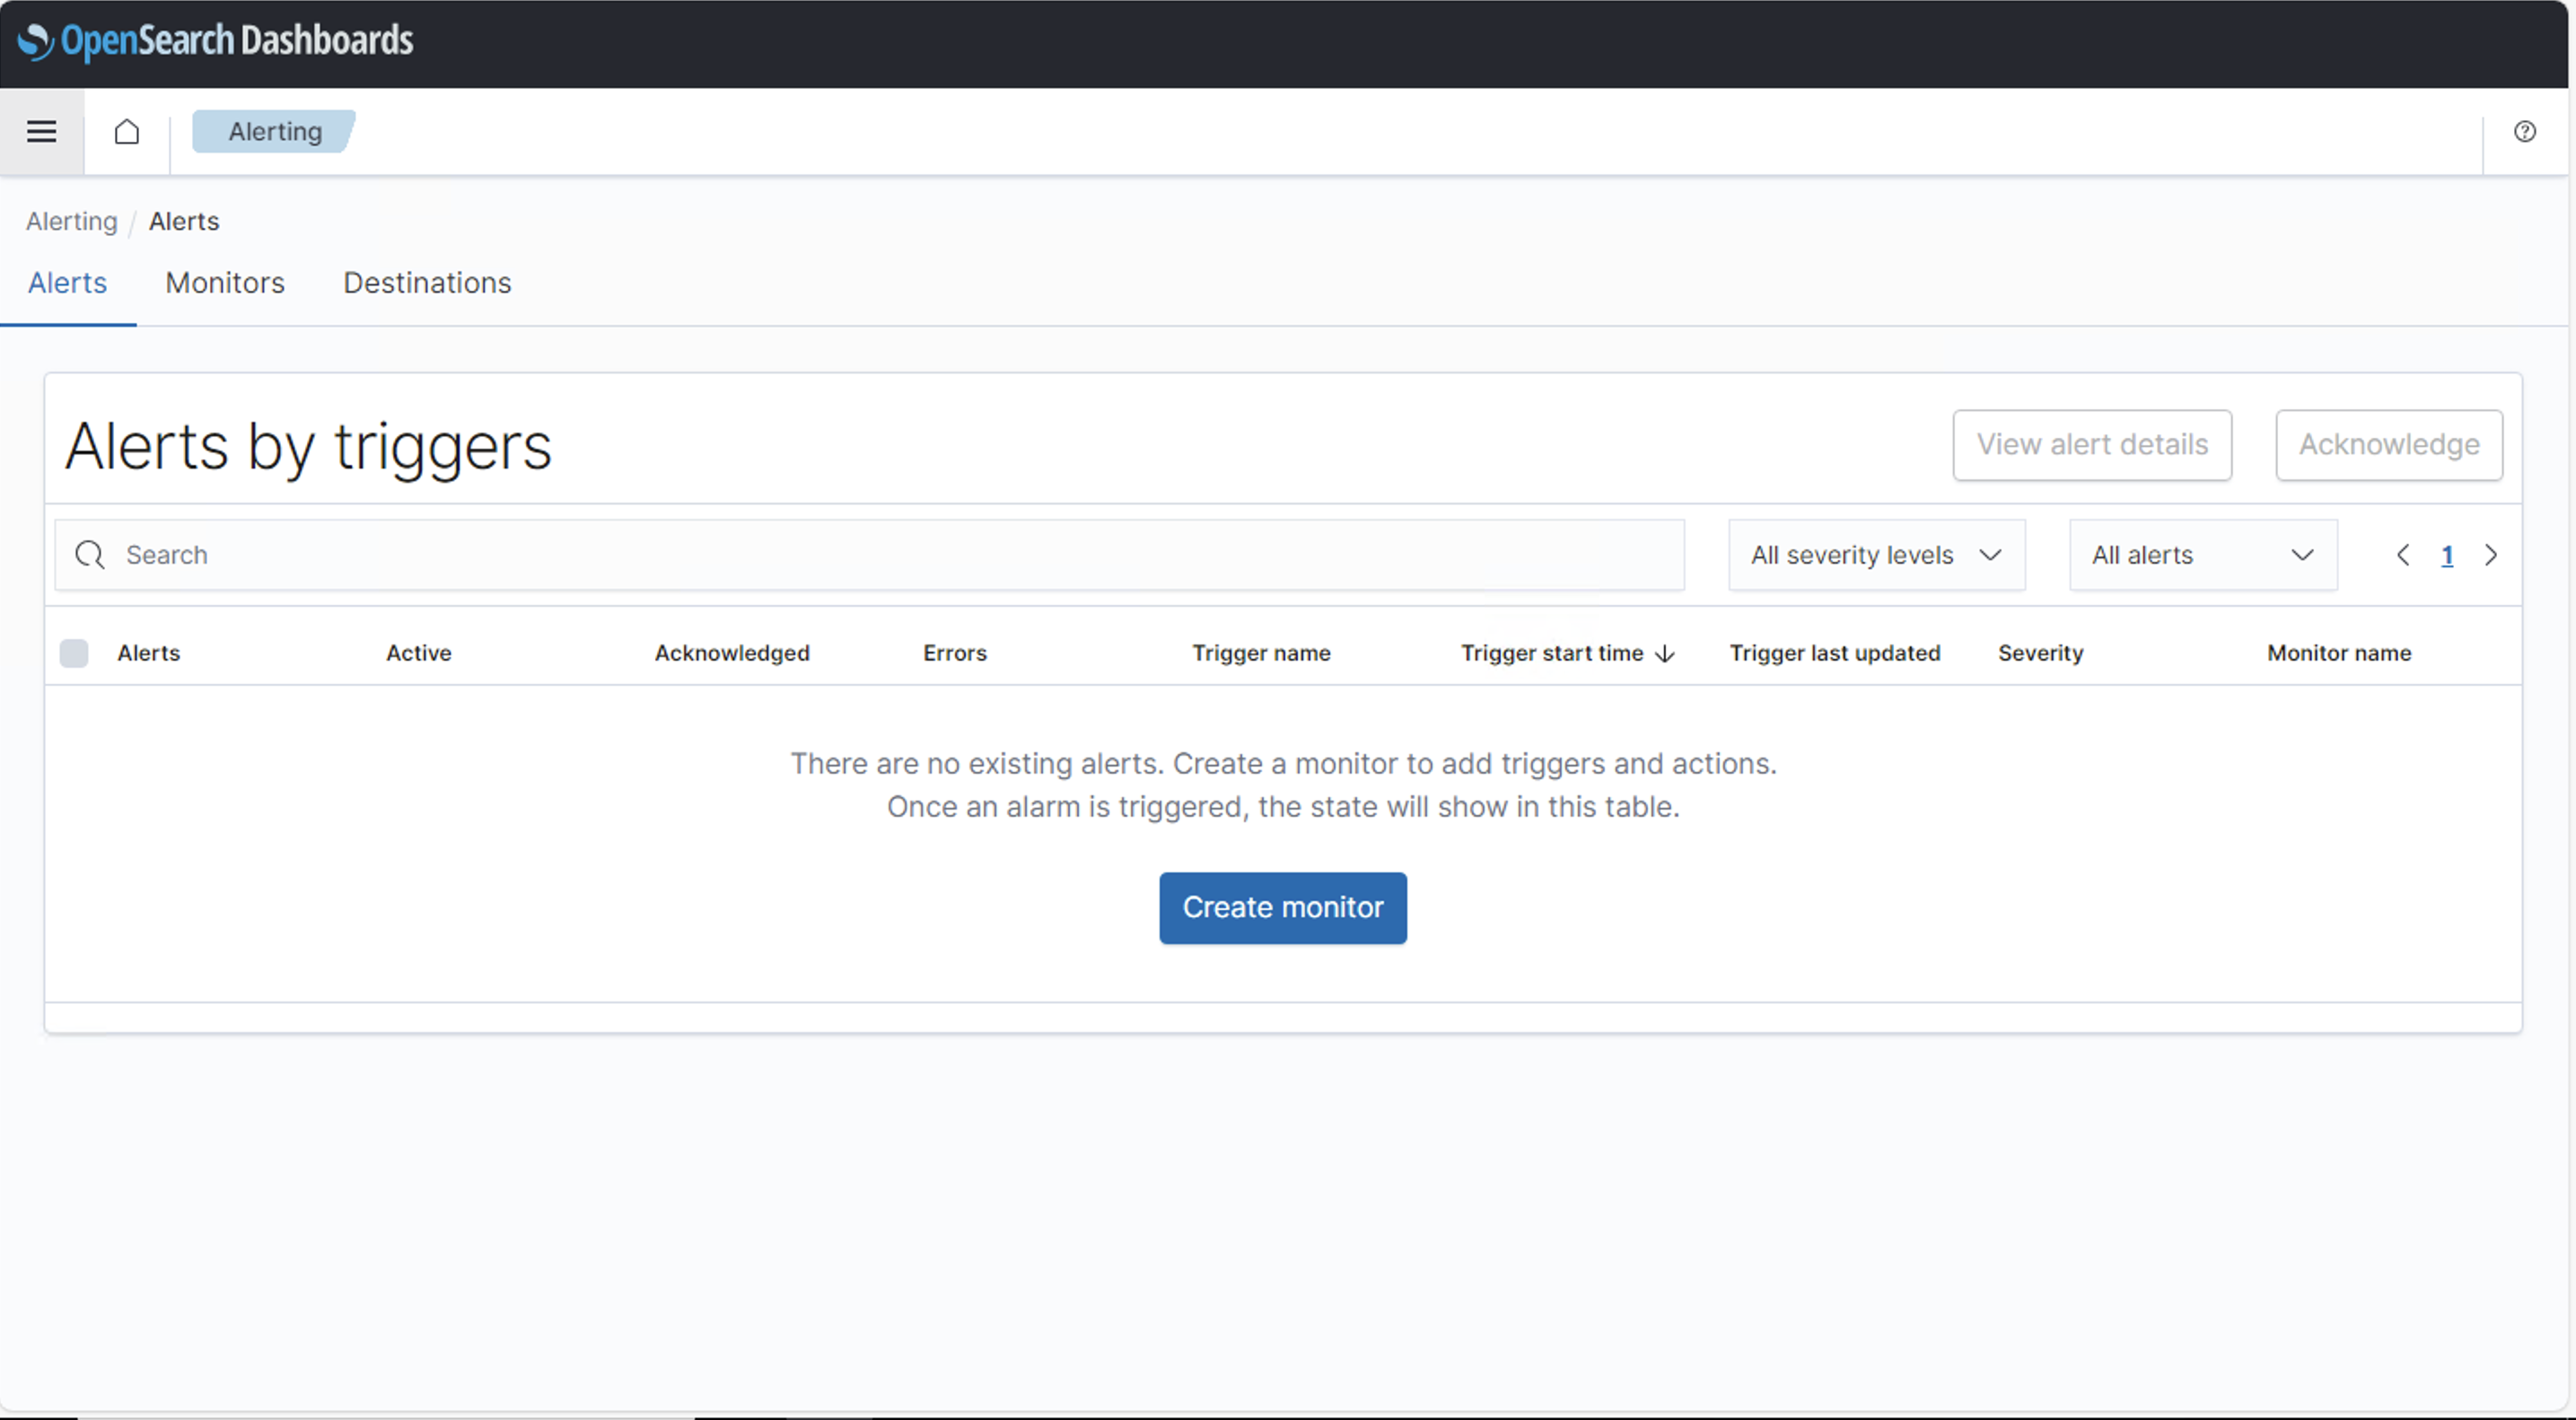 OpenSearch Dashboards
Alerting
Alerting / Alerts
Alerts Monitors Destinations
Alerts by triggers
View alert details Acknowledge
Search All severity levels All alerts 1
Alerts Active Acknowledged Errors Trigger name Trigger start time Trigger last updated Severity Monitor name
There are no existing alerts. Create a monitor to add triggers and actions.
Once an alarm is triggered, the state will show in this table.
Create monitor